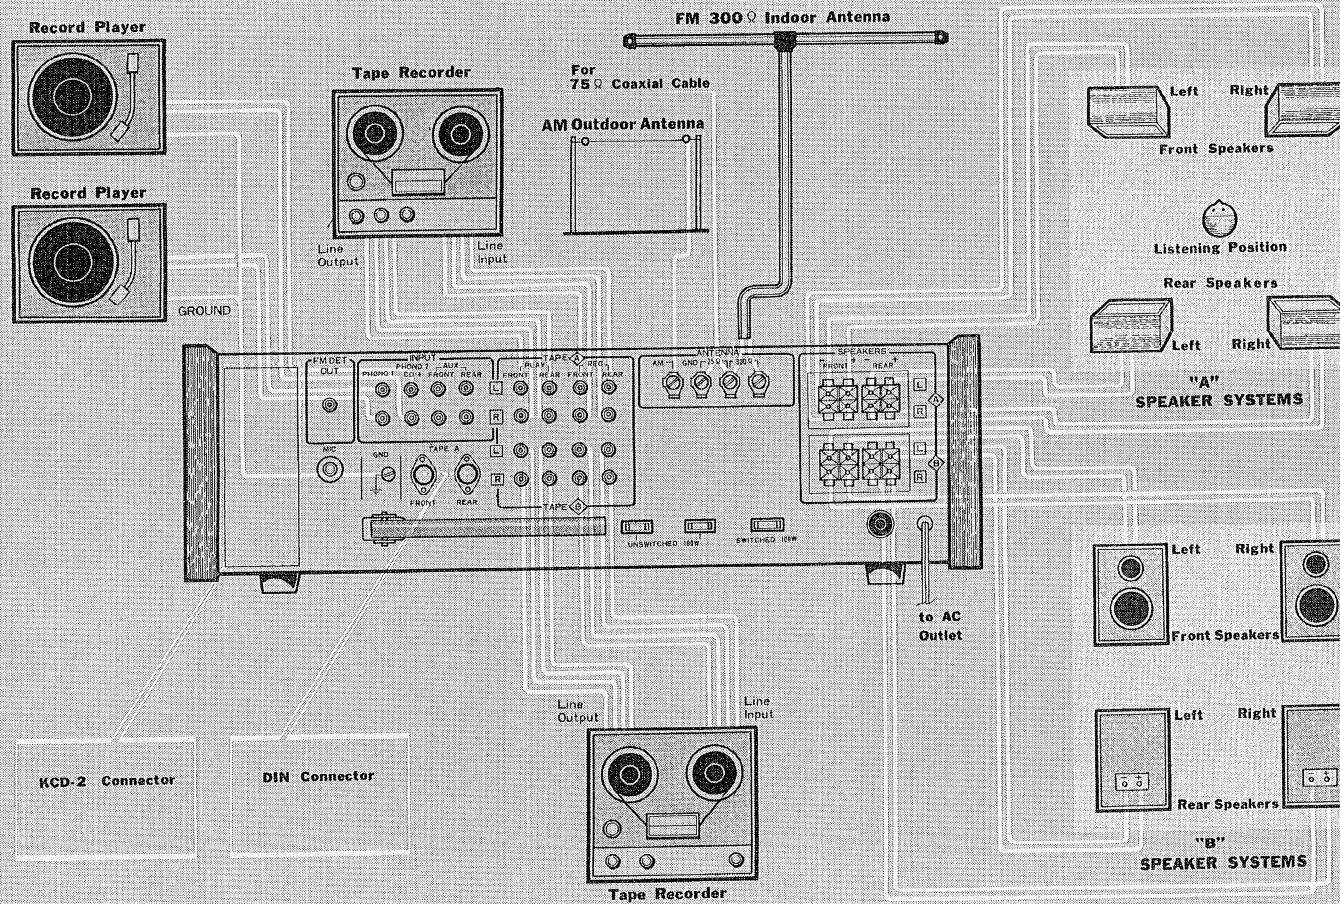 Record Player
Record Player
GROUND
Tape Recorder
Line
Output
Line
Input
FM 300Ω Indoor Antenna
For
75Ω Coaxial Cable
AM Outdoor Antenna
Left
Right
Front Speakers
Listening Position
Rear Speakers
Left
Right
"A"
SPEAKER SYSTEMS
FM DET
OUT
MIC
INPUT
PHONO 1
PHONO 2
CD-4
AUX
FRONT
REAR
GND
TAPE A
FRONT
REAR
TAPE A
PLAY
REC
FRONT
REAR
FRONT
REAR
L
R
L
R
TAPE B
ANTENNA
AM
GND
75Ω
300Ω
SPEAKERS
- + - +
FRONT REAR
L
R
A
L
R
B
UNSWITCHED 100W
SWITCHED 100W
to AC
Outlet
Left
Right
Front Speakers
Left
Right
- +
- +
Rear Speakers
"B"
SPEAKER SYSTEMS
KCD-2 Connector
DIN Connector
Line
Output
Line
Input
Tape Recorder